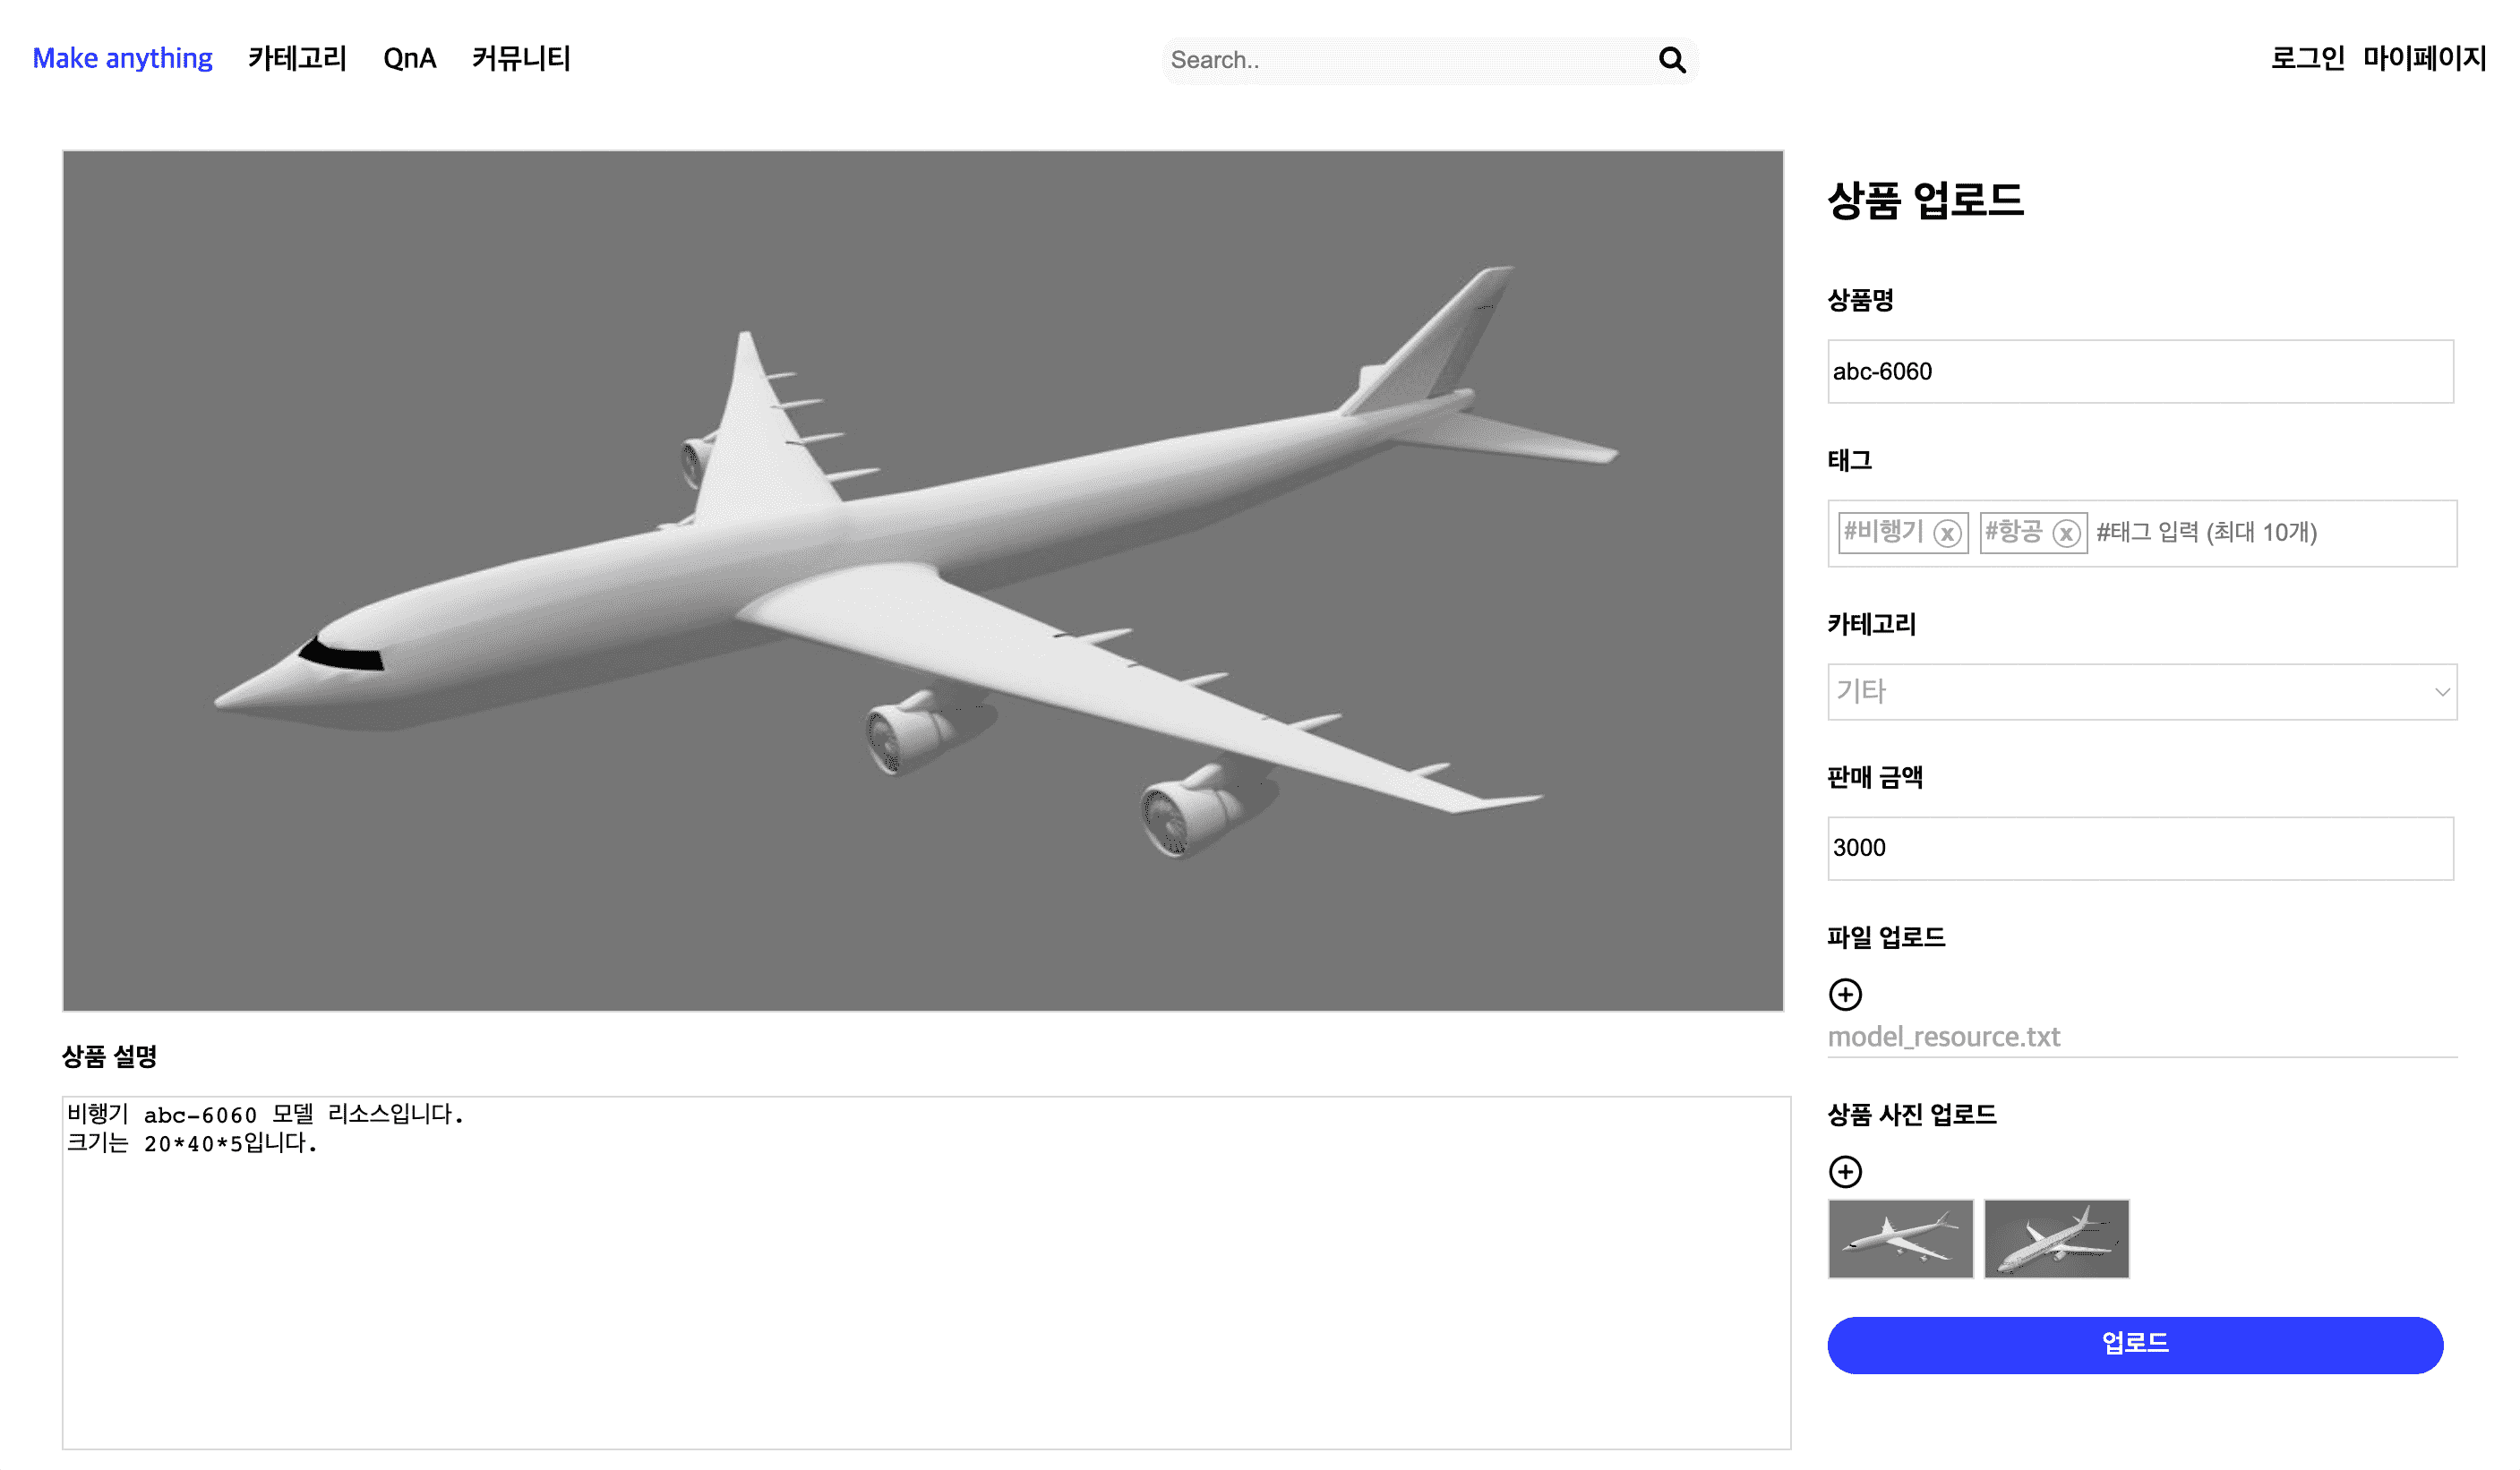 Make anything 카테고리 QnA 커뮤니티 Search.. 로그인 마이페이지
상품 업로드
상품명
abc-6060
태그
#비행기 x #항공 x #태그 입력 (최대 10개)
카테고리
기타
판매 금액
3000
파일 업로드
model_resource.txt
상품 사진 업로드
업로드
상품 설명
비행기 abc-6060 모델 리소스입니다.
크기는 20*40*5입니다.